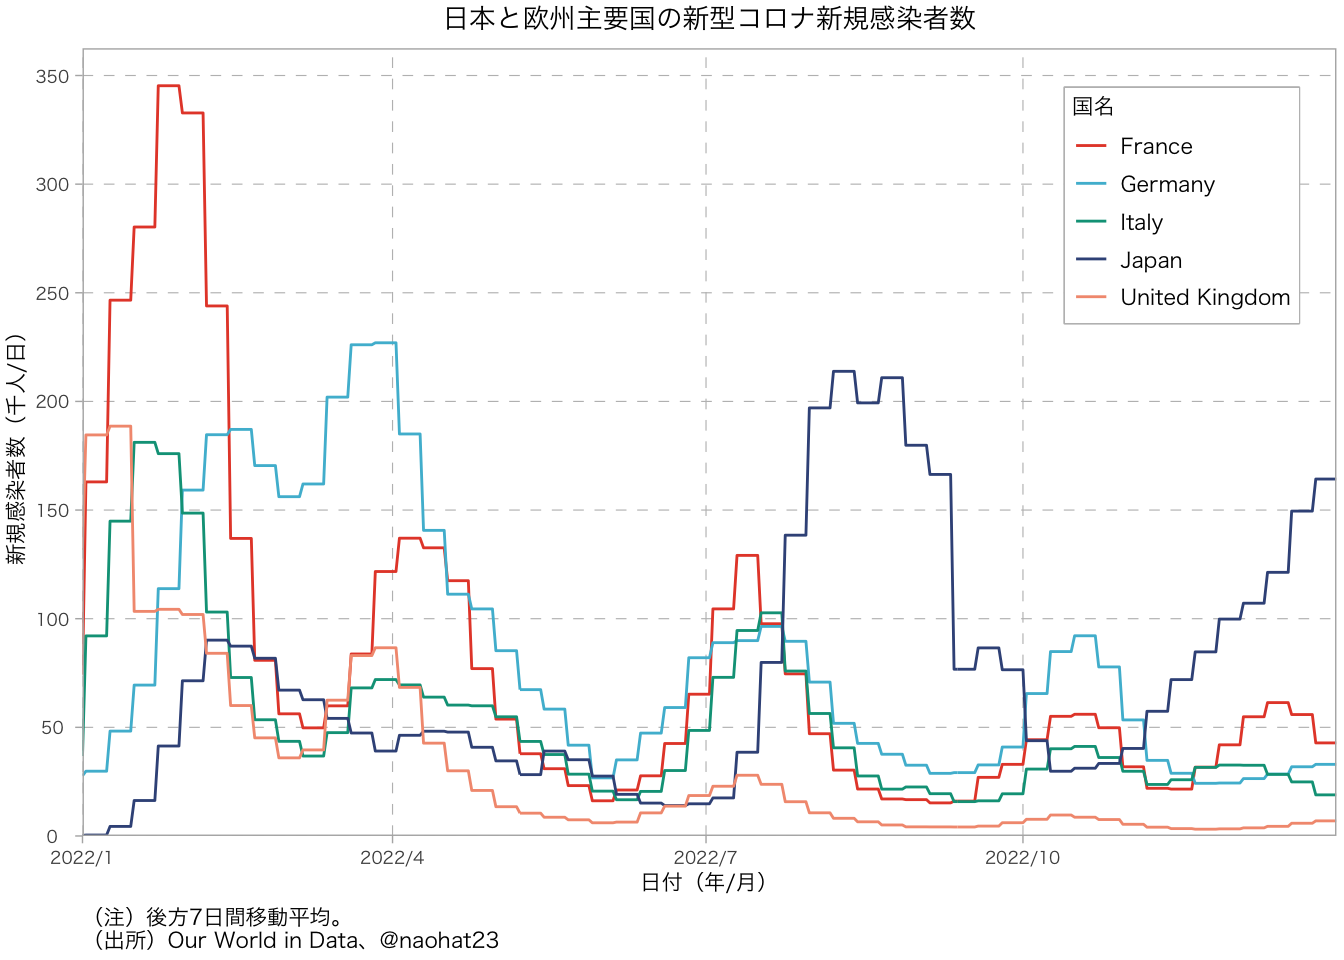 日本と欧州主要国の新型コロナ新規感染者数
新規感染者数（千人/日）
350
300
250
200
150
100
50
0
国名
France
Germany
Italy
Japan
United Kingdom
2022/1
2022/4
2022/7
2022/10
日付（年/月）
（注）後方7日間移動平均。
（出所）Our World in Data、@naohat23